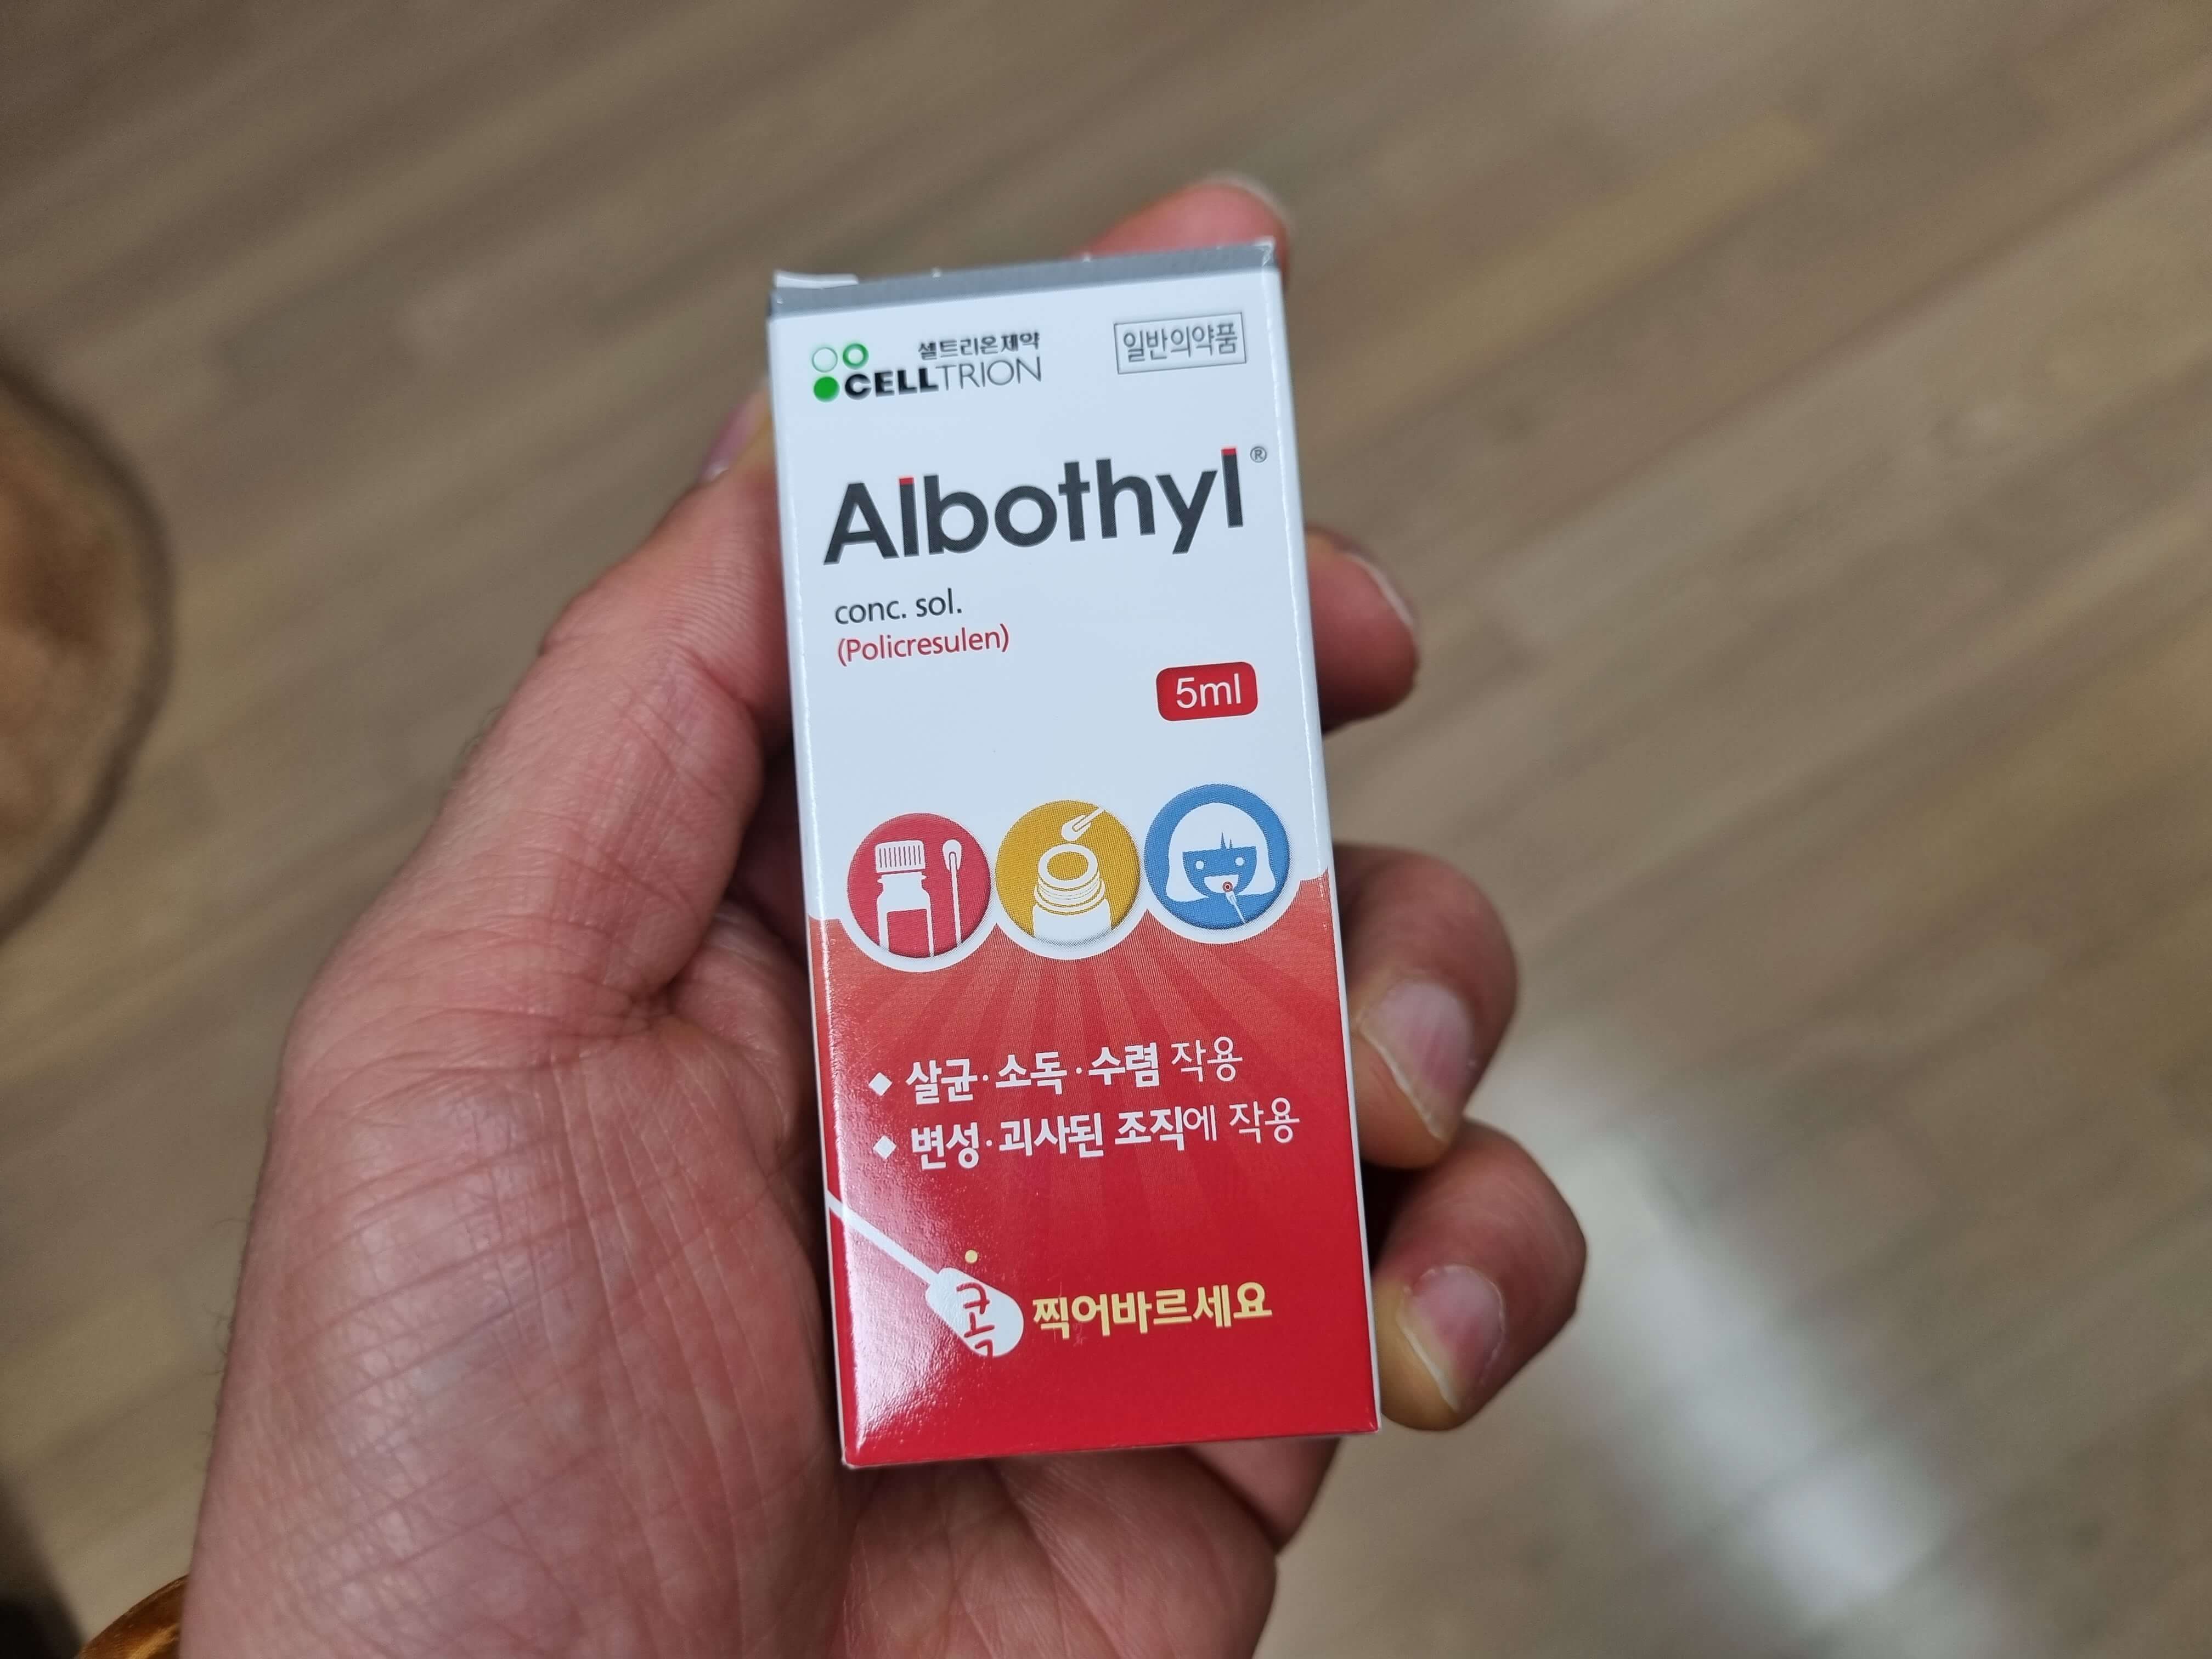 셀트리온제약
CELLTRION
일반의약품
Albothyl®
conc. sol.
(Policresulen)
5ml
◆ 살균·소독·수렴 작용
◆ 변성·괴사된 조직에 작용
콕 찍어바르세요